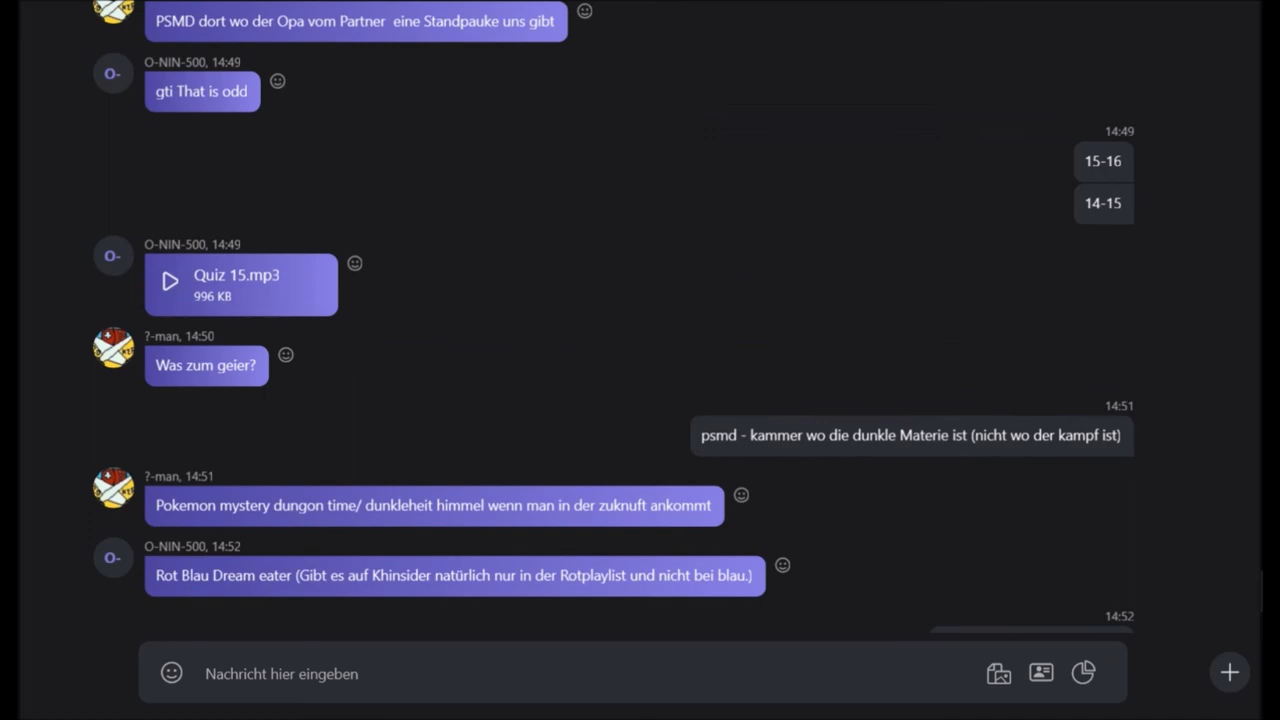 PSMD dort wo der Opa vom Partner eine Standpauke uns gibt
O-NIN-500, 14:49
O-
gti That is odd
14:49
15-16
14-15
O-NIN-500, 14:49
O-
Quiz 15.mp3
996 KB
?-man, 14:50
Was zum geier?
14:51
psmd - kammer wo die dunkle Materie ist (nicht wo der kampf ist)
?-man, 14:51
Pokemon mystery dungon time/ dunkleheit himmel wenn man in der zuknuft ankommt
O-NIN-500, 14:52
O-
Rot Blau Dream eater (Gibt es auf Khinsider natürlich nur in der Rotplaylist und nicht bei blau.)
14:52
Nachricht hier eingeben